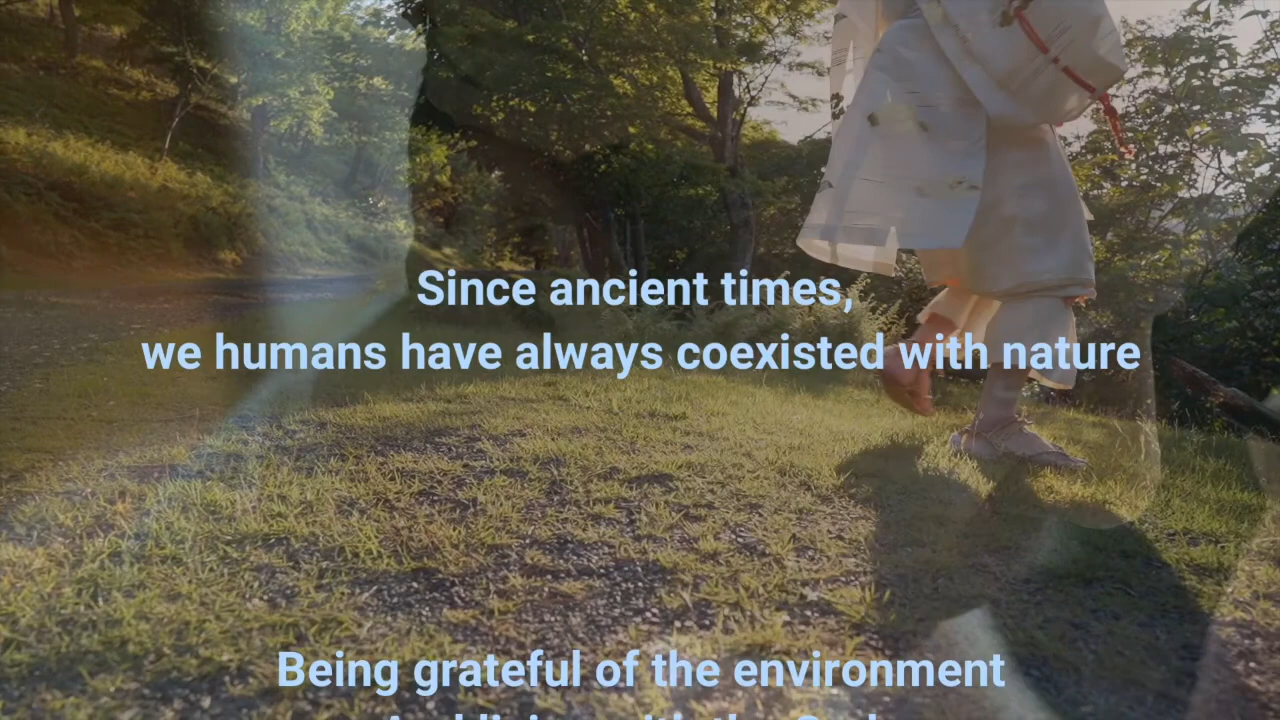 Since ancient times,
we humans have always coexisted with nature
Being grateful of the environment